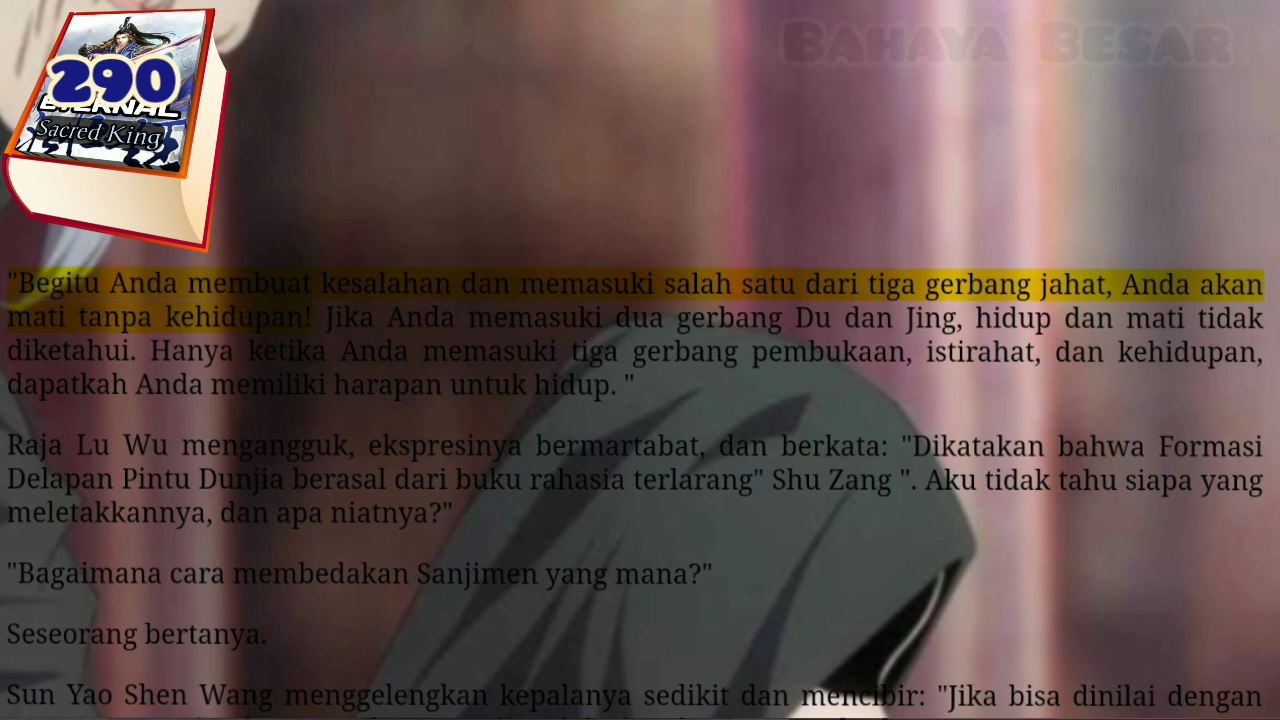 BAHAYA BESAR
290
ETERNAL
Sacred King
"Begitu Anda membuat kesalahan dan memasuki salah satu dari tiga gerbang jahat, Anda akan
mati tanpa kehidupan! Jika Anda memasuki dua gerbang Du dan Jing, hidup dan mati tidak
diketahui. Hanya ketika Anda memasuki tiga gerbang pembukaan, istirahat, dan kehidupan,
dapatkah Anda memiliki harapan untuk hidup. "
Raja Lu Wu mengangguk, ekspresinya bermartabat, dan berkata: "Dikatakan bahwa Formasi
Delapan Pintu Dunjia berasal dari buku rahasia terlarang" Shu Zang ". Aku tidak tahu siapa yang
meletakkannya, dan apa niatnya?"
"Bagaimana cara membedakan Sanjimen yang mana?"
Seseorang bertanya.
Sun Yao Shen Wang menggelengkan kepalanya sedikit dan mencibir: "Jika bisa dinilai dengan